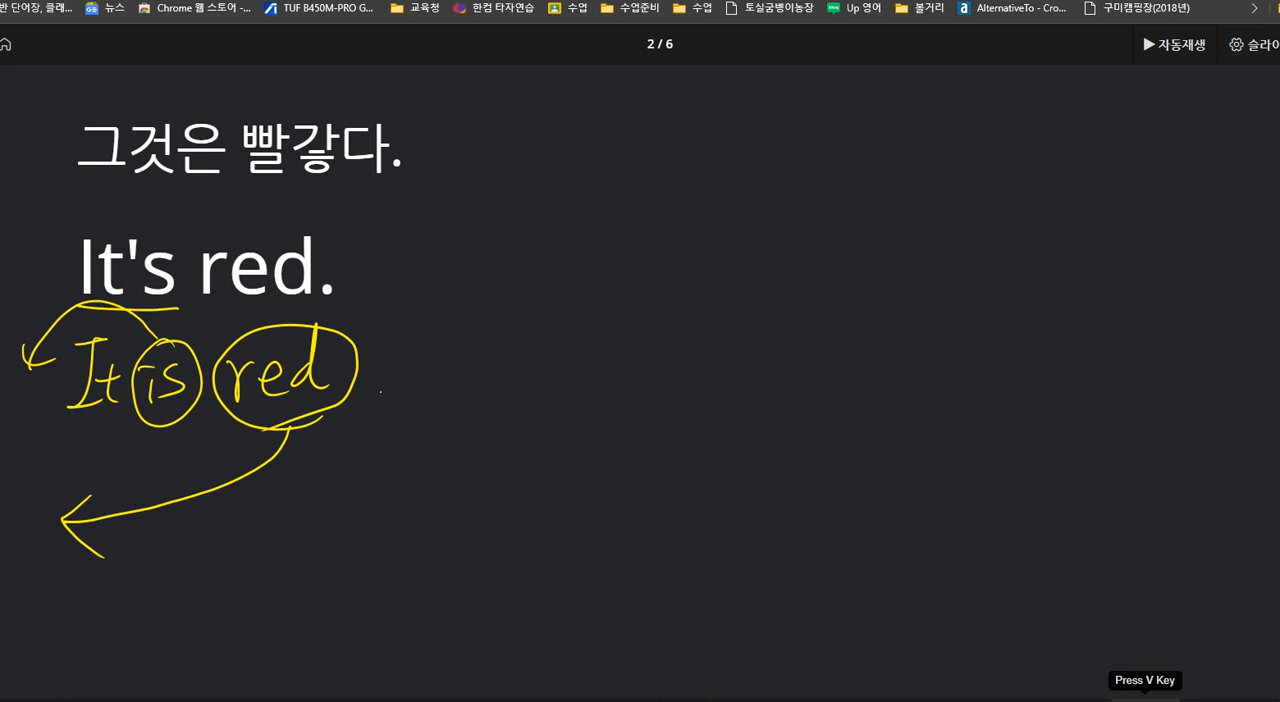 반 단어장, 클래... 뉴스 Chrome 웹 스토어 -... TUF B450M-PRO G... 교육청 한컴 타자연습 수업 수업준비 수업 토실굼벵이농장 Up 영어 볼거리 AlternativeTo - Cro... 구미캠핑장(2018년)
2 / 6 자동재생 슬라이
그것은 빨갛다.
It's red.
It is red
Press V Key